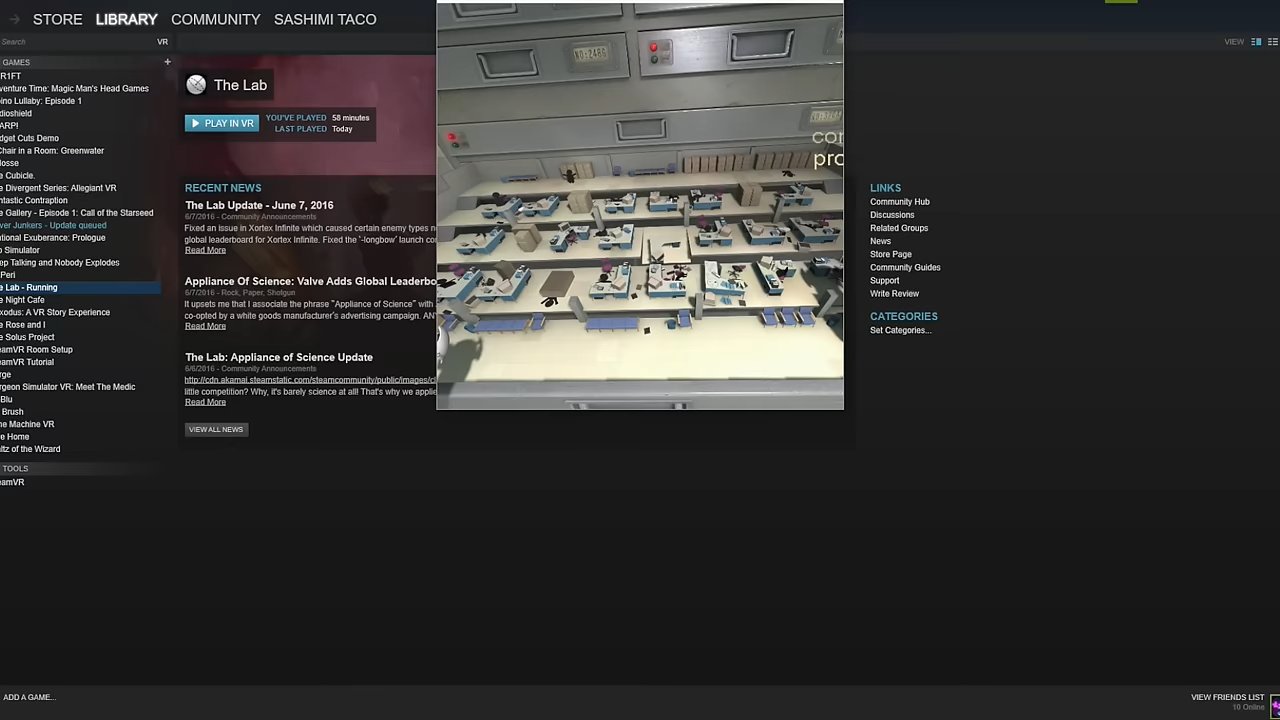 STORE LIBRARY COMMUNITY SASHIMI TACO
Search VR
VIEW
GAMES +
R1FT
venture Time: Magic Man's Head Games
ino Lullaby: Episode 1
dioshield
ARPI
dget Cuts Demo
Chair in a Room: Greenwater
losse
e Cubicle.
e Divergent Series: Allegiant VR
ntastic Contraption
e Gallery - Episode 1: Call of the Starseed
ver Junkers - Update queued
ational Exuberance: Prologue
b Simulator
ep Talking and Nobody Explodes
Peri
e Lab - Running
e Night Cafe
xodus: A VR Story Experience
e Rose and I
e Solus Project
eamVR Room Setup
eamVR Tutorial
rge
rgeon Simulator VR: Meet The Medic
Blu
Brush
ne Machine VR
e Home
altz of the Wizard
TOOLS
eamVR
The Lab
PLAY IN VR
YOU'VE PLAYED 58 minutes
LAST PLAYED Today
RECENT NEWS
The Lab Update - June 7, 2016
6/7/2016 - Community Announcements
Fixed an issue in Xortex Infinite which caused certain enemy types n
global leaderboard for Xortex Infinite. Fixed the '-longbow' launch co
Read More
Appliance Of Science: Valve Adds Global Leaderbo
6/7/2016 - Rock, Paper, Shotgun
It upsets me that I associate the phrase "Appliance of Science" with
co-opted by a white goods manufacturer's advertising campaign. AN
Read More
The Lab: Appliance of Science Update
6/6/2016 - Community Announcements
http://cdn.akamai.steamstatic.com/steamcommunity/public/images/cl
little competition? Why, it's barely science at all! That's why we applie
Read More
VIEW ALL NEWS
NO:2486
con
pro
LINKS
Community Hub
Discussions
Related Groups
News
Store Page
Community Guides
Support
Write Review
CATEGORIES
Set Categories...
ADD A GAME...
VIEW FRIENDS LIST
10 Online